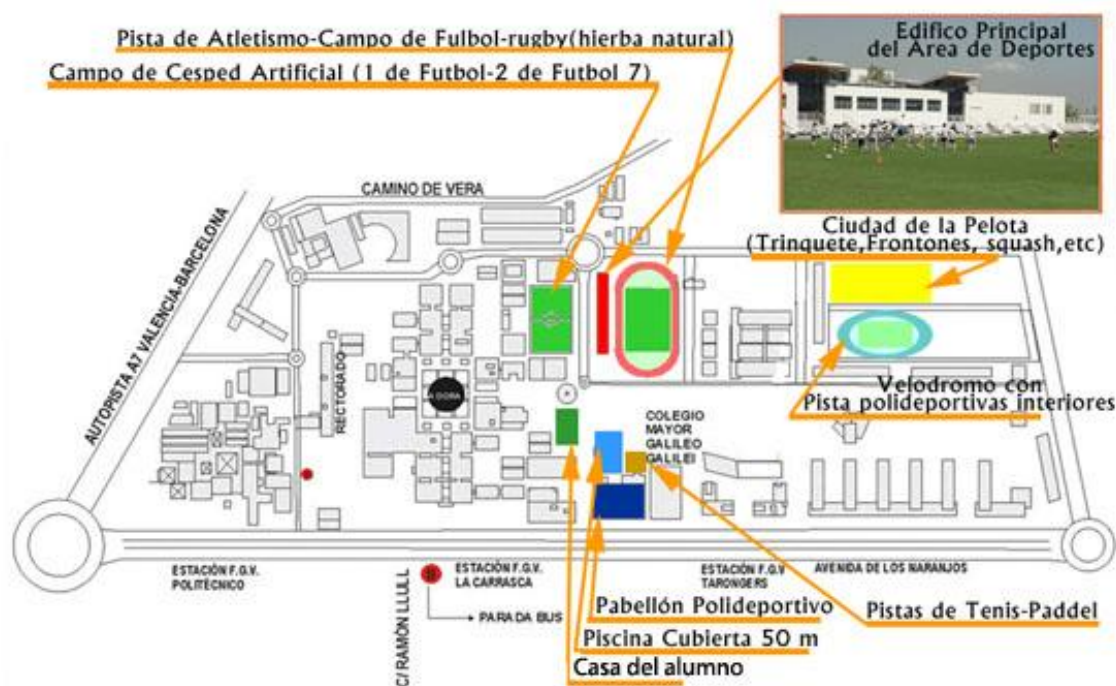 Pista de Atletismo-Campo de Fulbol-rugby(hierba natural)
Campo de Cesped Artificial (1 de Futbol-2 de Futbol 7)
Edifico Principal
del Area de Deportes
CAMINO DE VERA
Ciudad de la Pelota
(Trinquete,Frontones, squash,etc)
AUTOPISTA A7 VALENCIA-BARCELONA
RECTORADO
Velodromo con
Pista polideportivas interiores
COLEGIO
MAYOR
GALILEO
GALILEI
ESTACIÓN F.G.V.
POLITÈCNICO
ESTACIÓN F.G.V.
LA CARRASCA
ESTACIÓN F.G.V
TARONGERS
AVENIDA DE LOS NARANJOS
C/ RAMÓN LLULL
B
PARADA BUS
Pabellón Polideportivo
Pistas de Tenis-Paddel
Piscina Cubierta 50 m
Casa del alumno